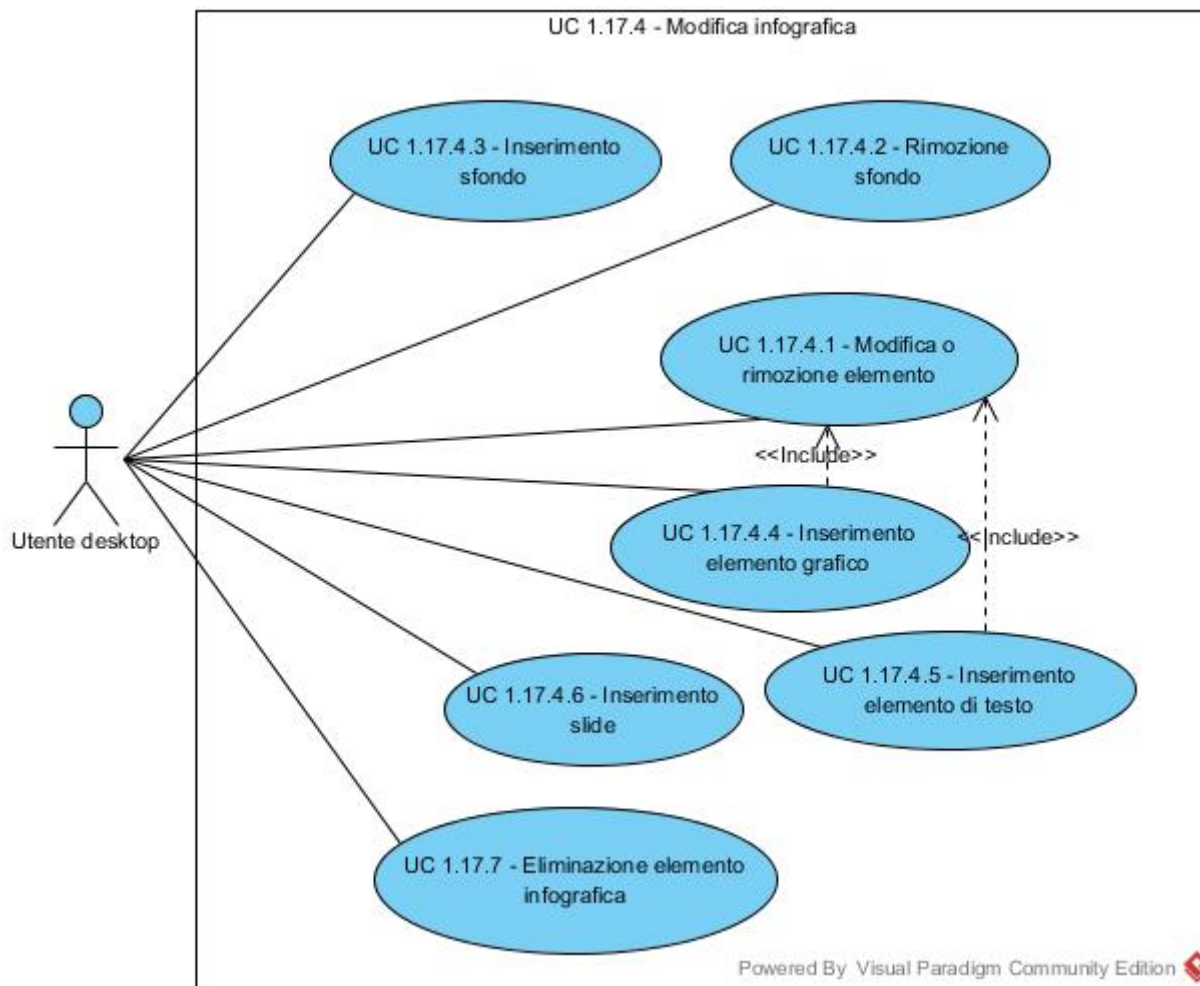 UC 1.17.4 - Modifica infografica
UC 1.17.4.3 - Inserimento
sfondo
UC 1.17.4.2 - Rimozione
sfondo
UC 1.17.4.1 - Modifica o
rimozione elemento
<<Include>>
UC 1.17.4.4 - Inserimento
elemento grafico
<<Include>>
Utente desktop
UC 1.17.4.5 - Inserimento
elemento di testo
UC 1.17.4.6 - Inserimento
slide
UC 1.17.7 - Eliminazione elemento
infografica
Powered By Visual Paradigm Community Edition